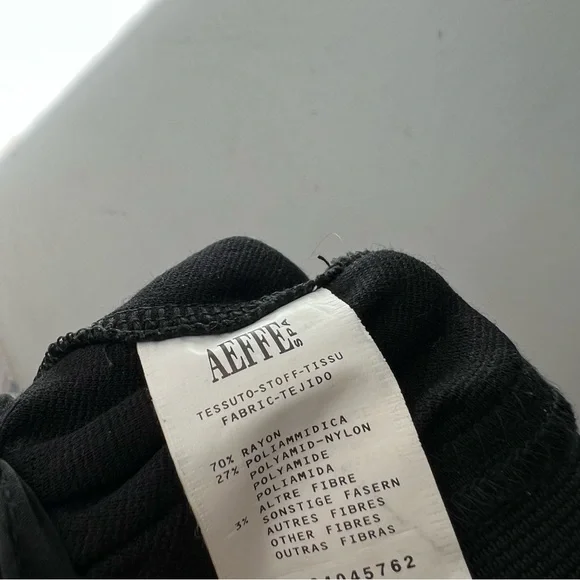 AEFFE SPA
TESSUTO-STOFF-TISSU
FABRIC-TEJIDO
70% RAYON
27% POLIAMMIDICA
POLYAMID-NYLON
POLYAMIDE
POLIAMIDA
3% ALTRE FIBRE
SONSTIGE FASERN
AUTRES FIBRES
OTHER FIBRES
OUTRAS FIBRAS